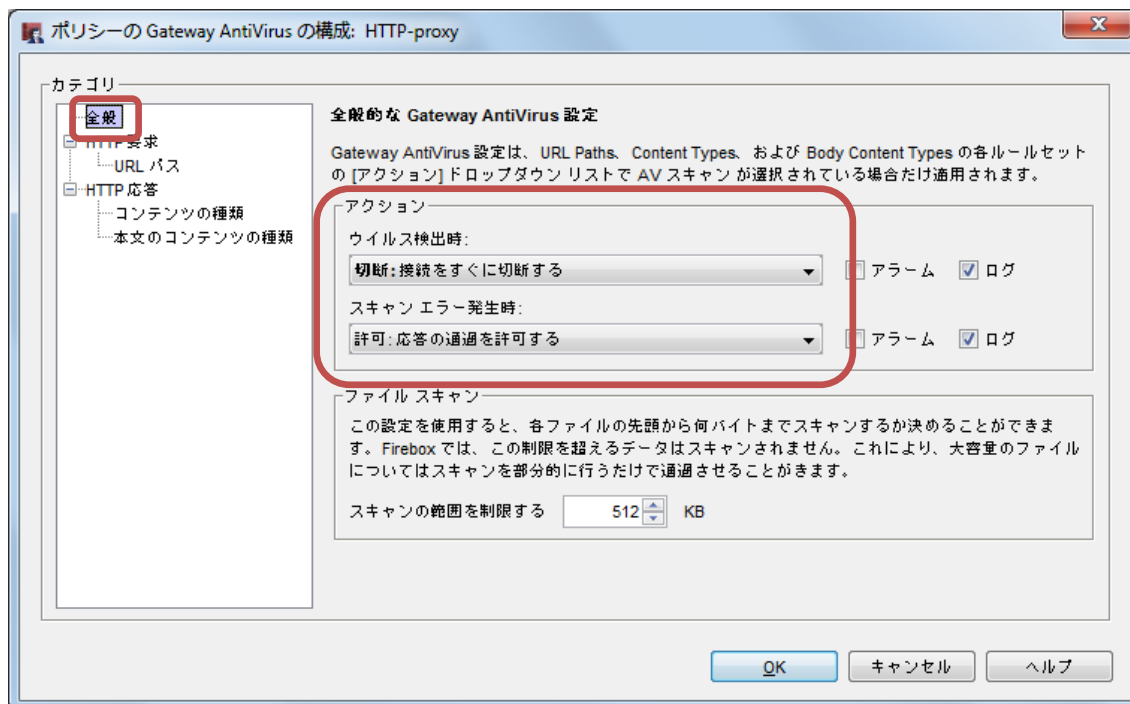 ポリシーの Gateway AntiVirus の構成: HTTP-proxy
カテゴリ
全般
HTTP 要求
URL パス
HTTP 応答
コンテンツの種類
本文のコンテンツの種類
全般的な Gateway AntiVirus 設定
Gateway AntiVirus 設定は、URL Paths、Content Types、および Body Content Types の各ルールセット
の [アクション] ドロップダウン リストで AV スキャン が選択されている場合だけ適用されます。
アクション
ウイルス検出時:
切断: 接続をすぐに切断する
アラーム
ログ
スキャン エラー発生時:
許可: 応答の通過を許可する
アラーム
ログ
ファイル スキャン
この設定を使用すると、各ファイルの先頭から何バイトまでスキャンするか決めることができま
す。Firebox では、この制限を超えるデータはスキャンされません。これにより、大容量のファイル
についてはスキャンを部分的に行うだけで通過させることがきます。
スキャンの範囲を制限する 512 KB
OK
キャンセル
ヘルプ